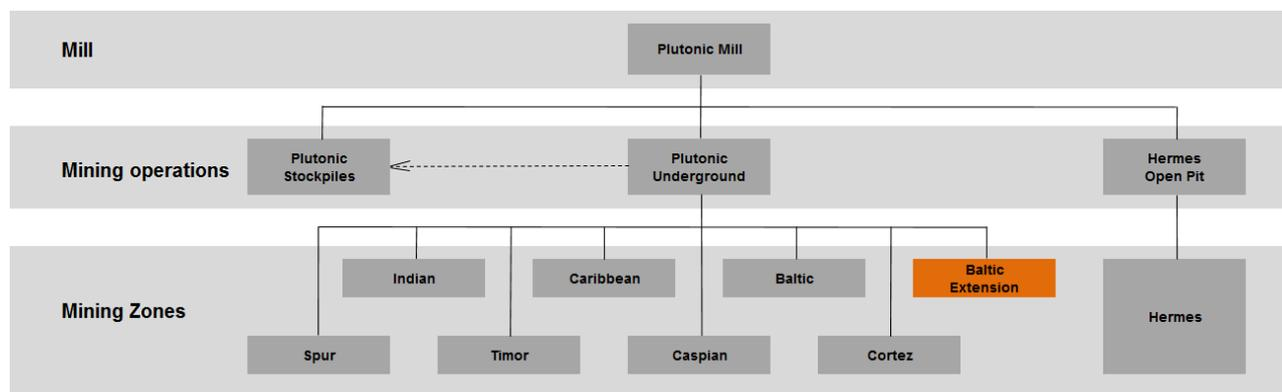 Mill
Plutonic Mill
Mining operations
Plutonic
Stockpiles
Plutonic
Underground
Hermes
Open Pit
Mining Zones
Indian
Caribbean
Baltic
Baltic
Extension
Hermes
Spur
Timor
Caspian
Cortez